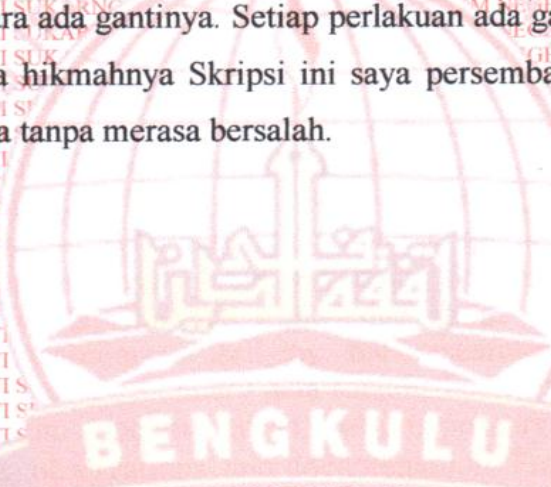 ra ada gantinya. Setiap perlakuan ada ga
a hikmahnya Skripsi ini saya persemba
a tanpa merasa bersalah.
BENGKULU